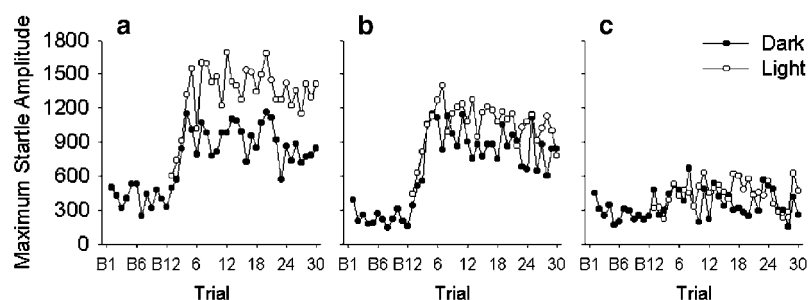 a
b
c
Dark
Light
Maximum Startle Amplitude
1800
1500
1200
900
600
300
0
B1 B6 B12 6 12 18 24 30
B1 B6 B12 6 12 18 24 30
B1 B6 B12 6 12 18 24 30
Trial
Trial
Trial